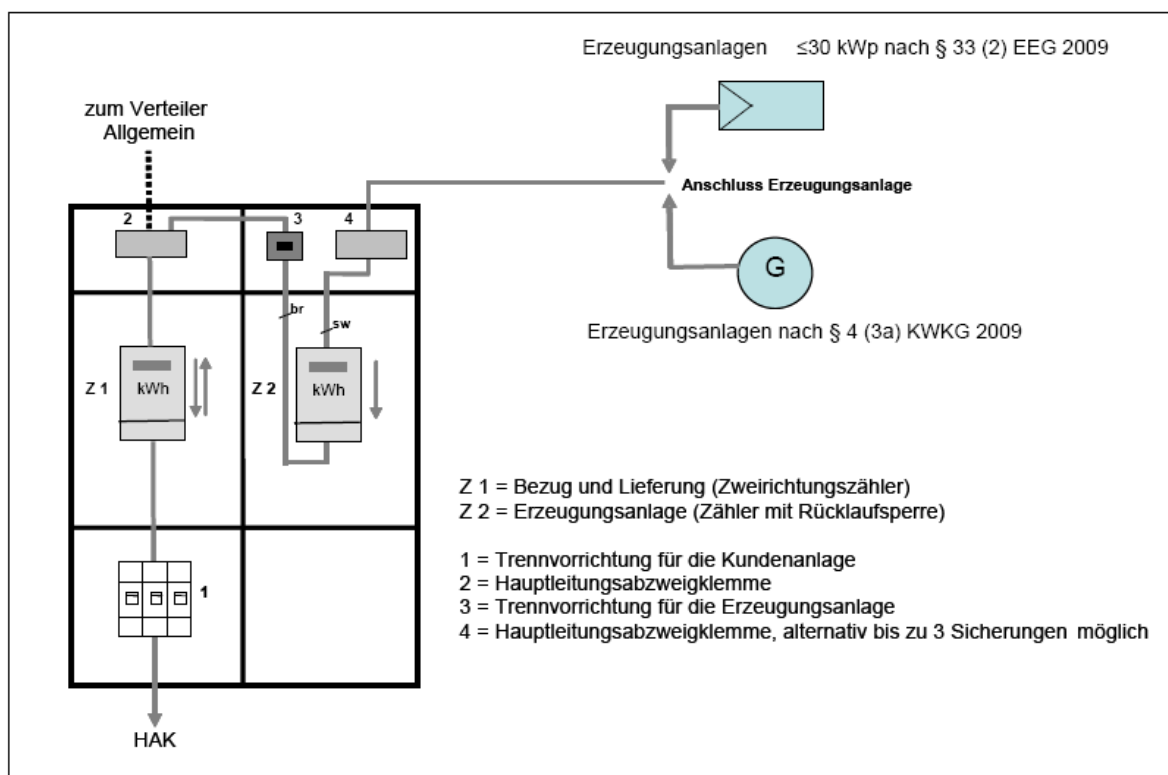 Erzeugungsanlagen ≤30 kWp nach § 33 (2) EEG 2009
zum Verteiler
Allgemein
Anschluss Erzeugungsanlage
2
3
4
G
br
sw
Erzeugungsanlagen nach § 4 (3a) KWKG 2009
Z 1
kWh
Z 2
kWh
Z 1 = Bezug und Lieferung (Zweirichtungszähler)
Z 2 = Erzeugungsanlage (Zähler mit Rücklaufsperre)
1 = Trennvorrichtung für die Kundenanlage
2 = Hauptleitungsabzweigklemme
3 = Trennvorrichtung für die Erzeugungsanlage
4 = Hauptleitungsabzweigklemme, alternativ bis zu 3 Sicherungen möglich
1
HAK